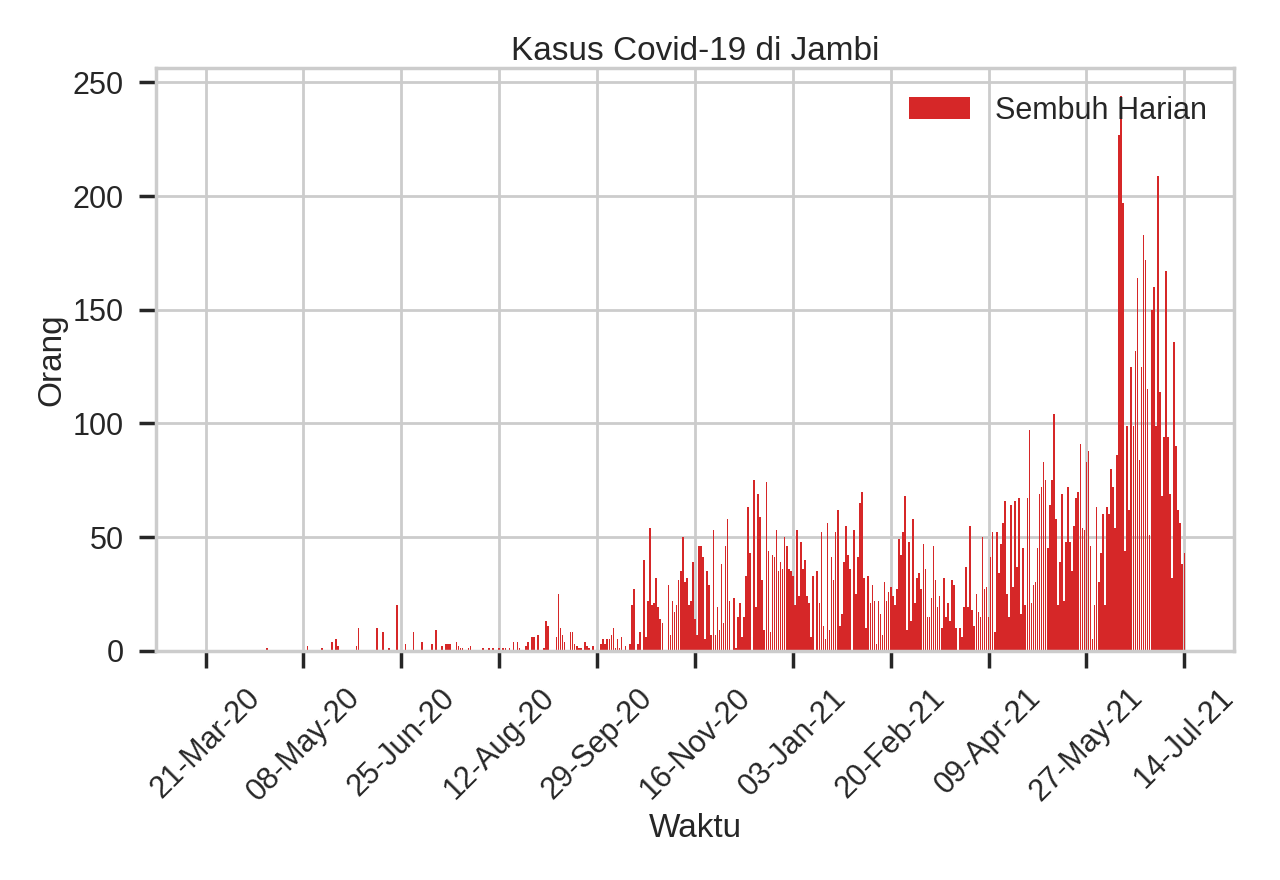 Kasus Covid-19 di Jambi
Sembuh Harian
250
200
150
100
50
0
Orang
21-Mar-20
08-May-20
25-Jun-20
12-Aug-20
29-Sep-20
16-Nov-20
03-Jan-21
20-Feb-21
09-Apr-21
27-May-21
14-Jul-21
Waktu